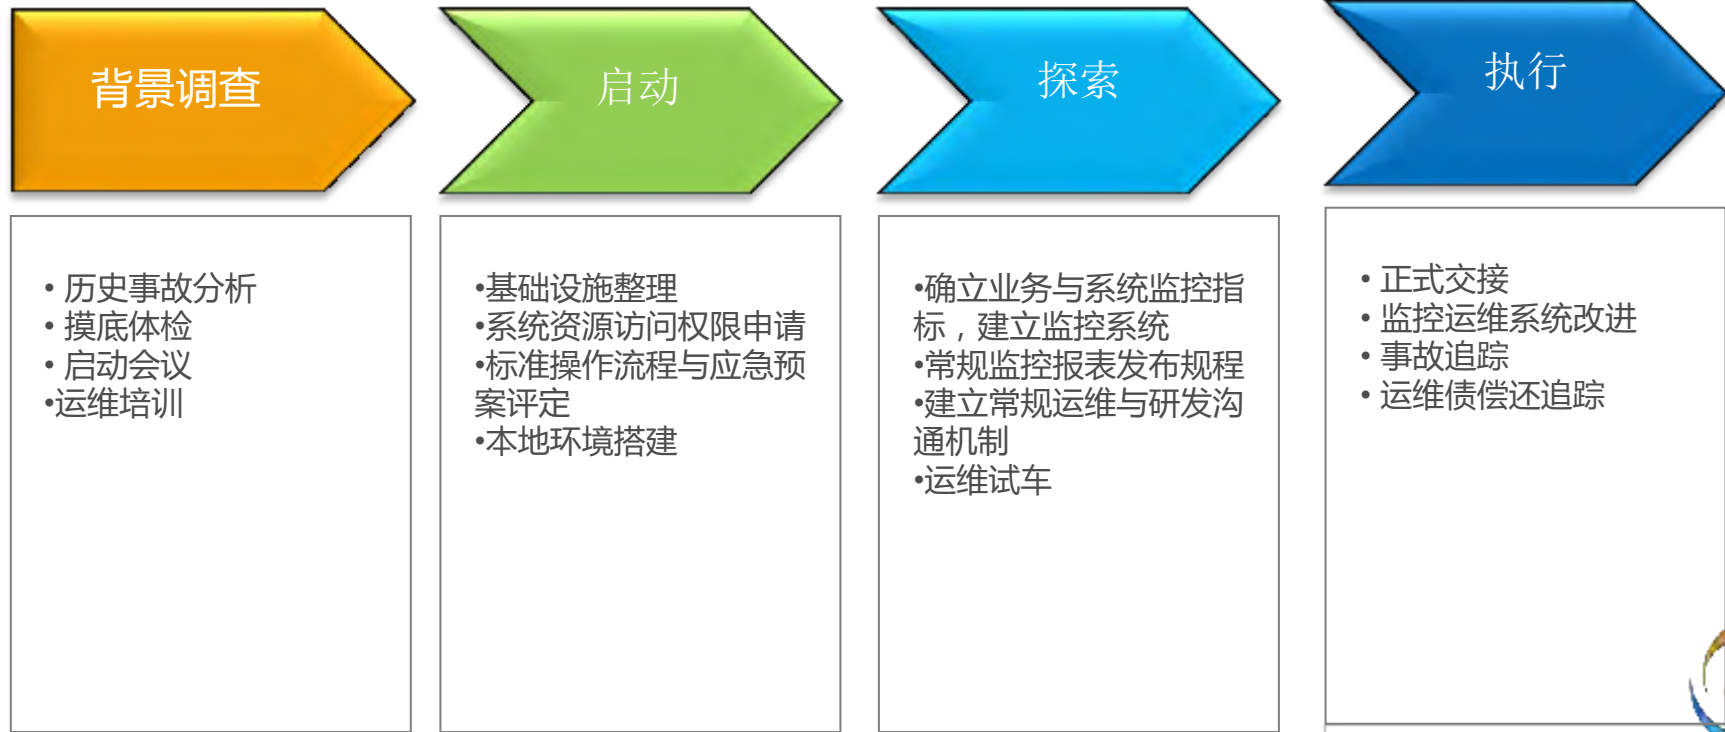 背景调查
启动
探索
执行
• 历史事故分析
• 摸底体检
• 启动会议
•运维培训
•基础设施整理
•系统资源访问权限申请
•标准操作流程与应急预
案评定
•本地环境搭建
•确立业务与系统监控指
标，建立监控系统
•常规监控报表发布规程
•建立常规运维与研发沟
通机制
•运维试车
• 正式交接
• 监控运维系统改进
• 事故追踪
• 运维债偿还追踪